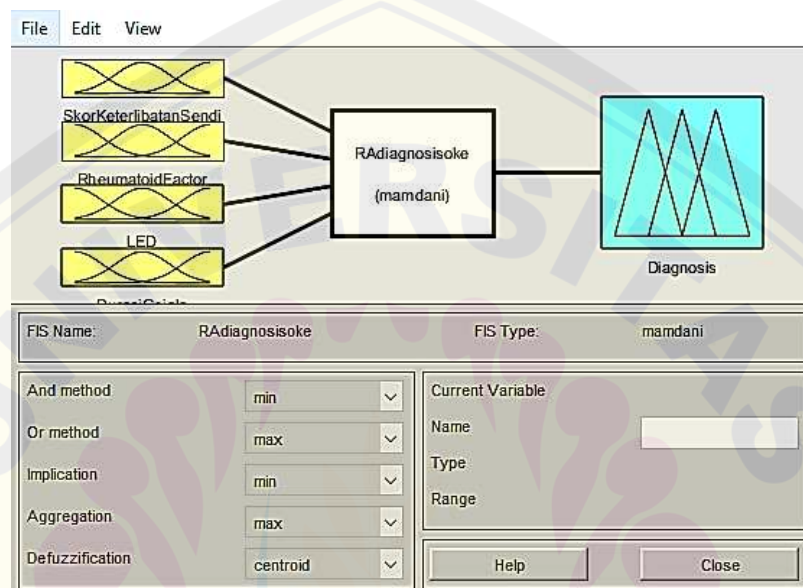 File Edit View
SkorKeterlibatanSendi
RheumatoidFactor
LED
RAdiagnosisoke
(mamdani)
Diagnosis
FIS Name: RAdiagnosisoke FIS Type: mamdani
And method min
Or method max
Implication min
Aggregation max
Defuzzification centroid
Current Variable
Name
Type
Range
Help Close
UNIVERSITAS